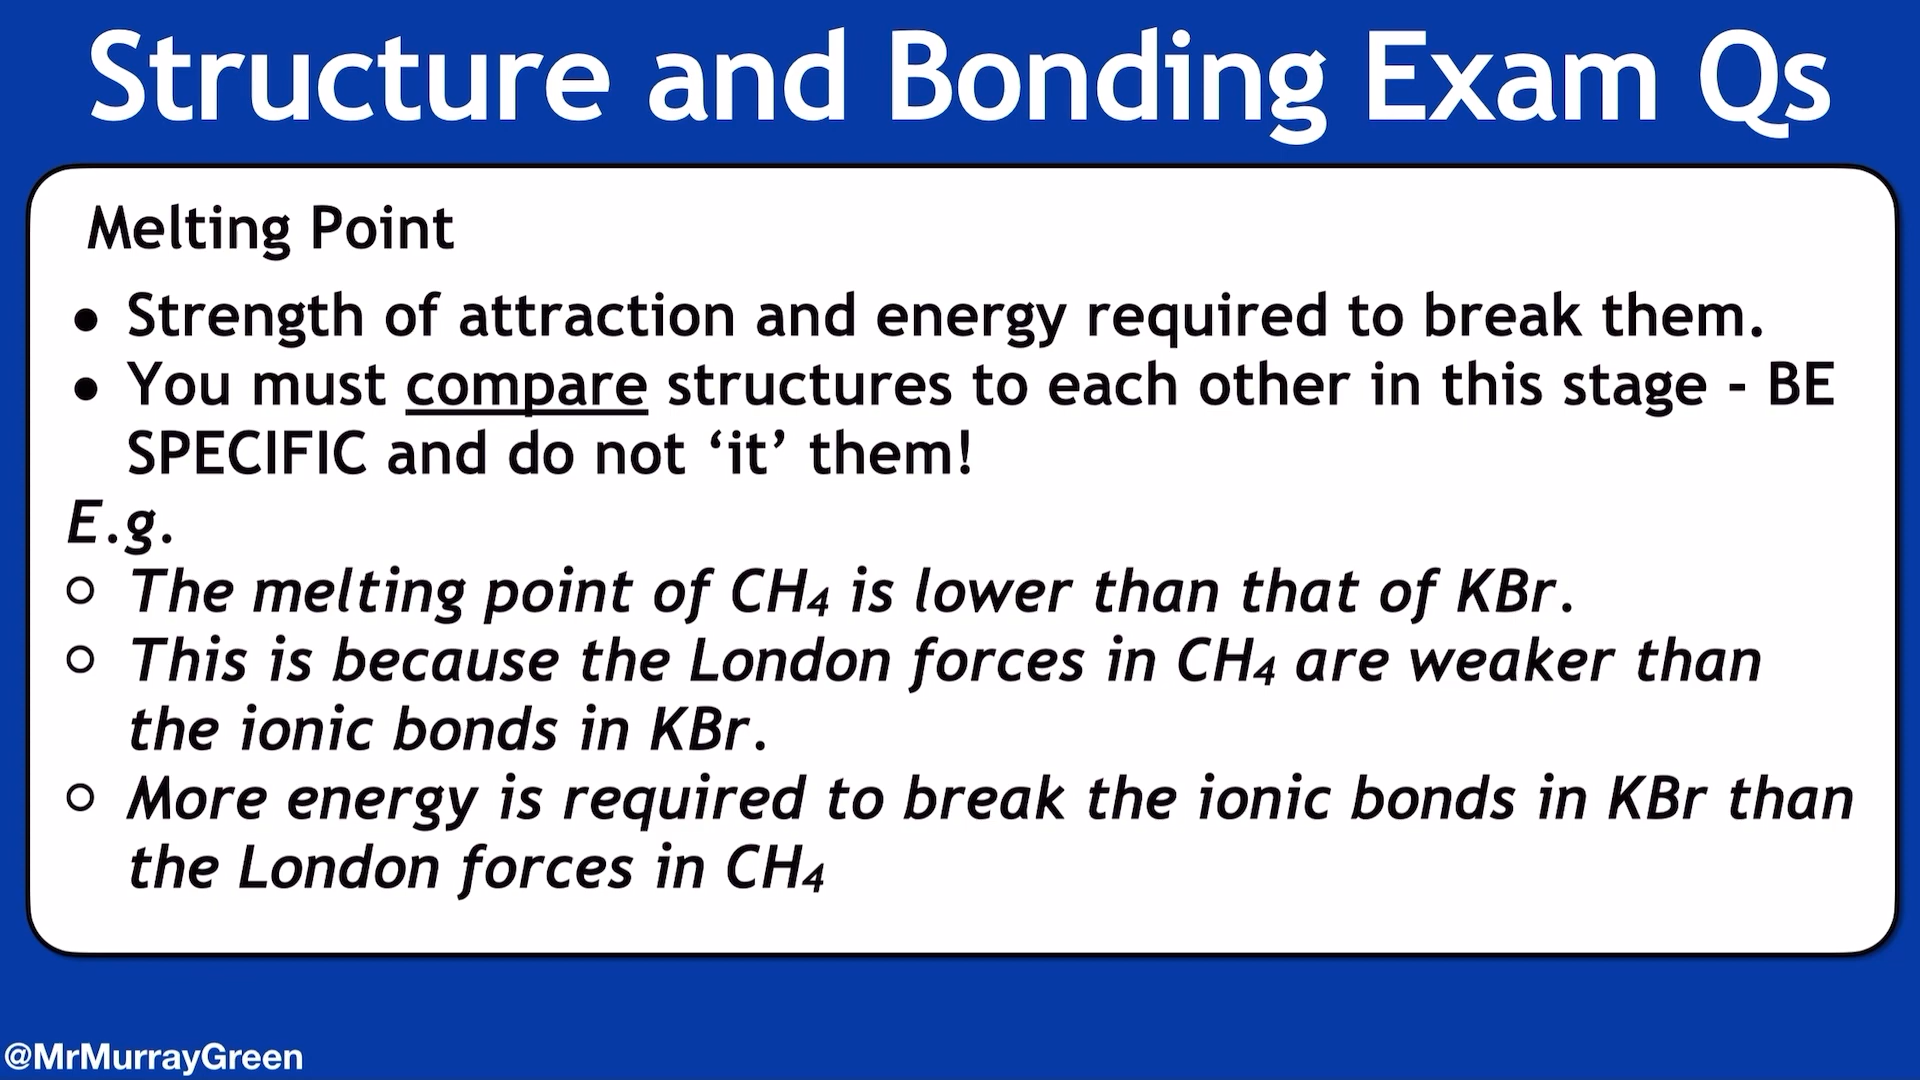 Structure and Bonding Exam Qs
Melting Point
● Strength of attraction and energy required to break them.
● You must compare structures to each other in this stage - BE
SPECIFIC and do not ‘it’ them!
E.g.
○ The melting point of CH₄ is lower than that of KBr.
○ This is because the London forces in CH₄ are weaker than
the ionic bonds in KBr.
○ More energy is required to break the ionic bonds in KBr than
the London forces in CH₄
@MrMurrayGreen